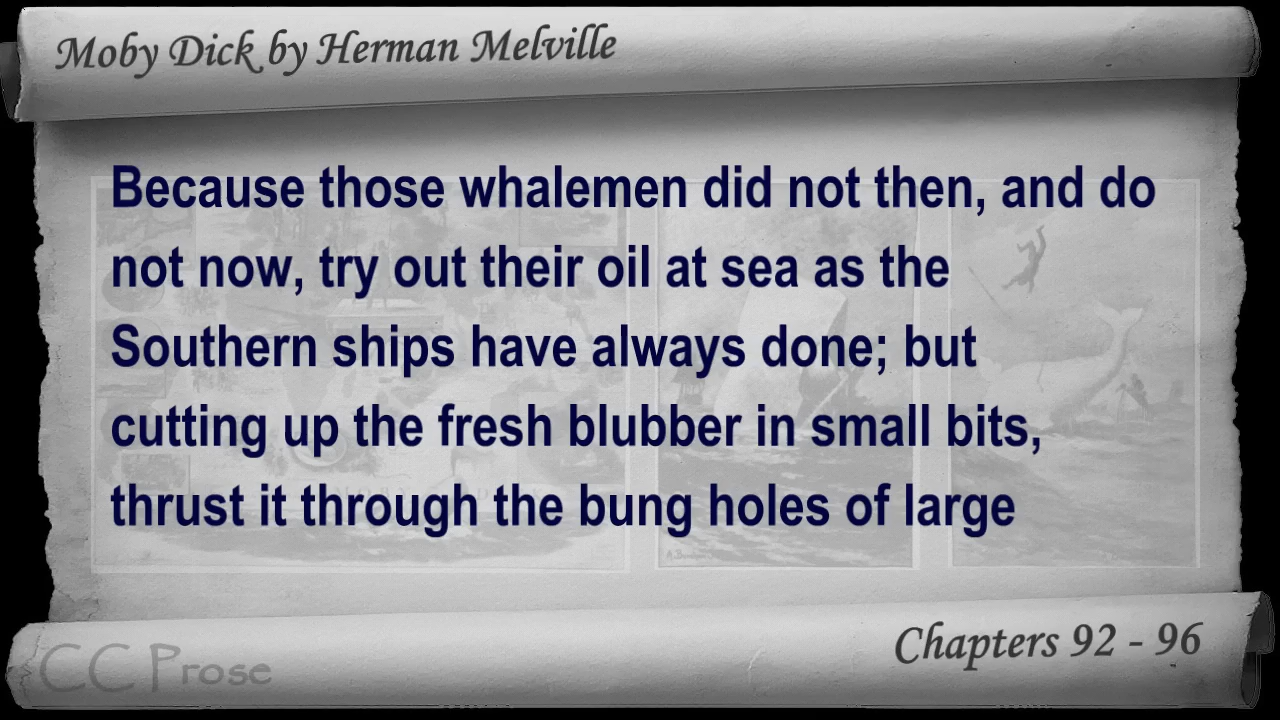 Moby Dick by Herman Melville
Because those whalemen did not then, and do
not now, try out their oil at sea as the
Southern ships have always done; but
cutting up the fresh blubber in small bits,
thrust it through the bung holes of large
Chapters 92 - 96
CC Prose